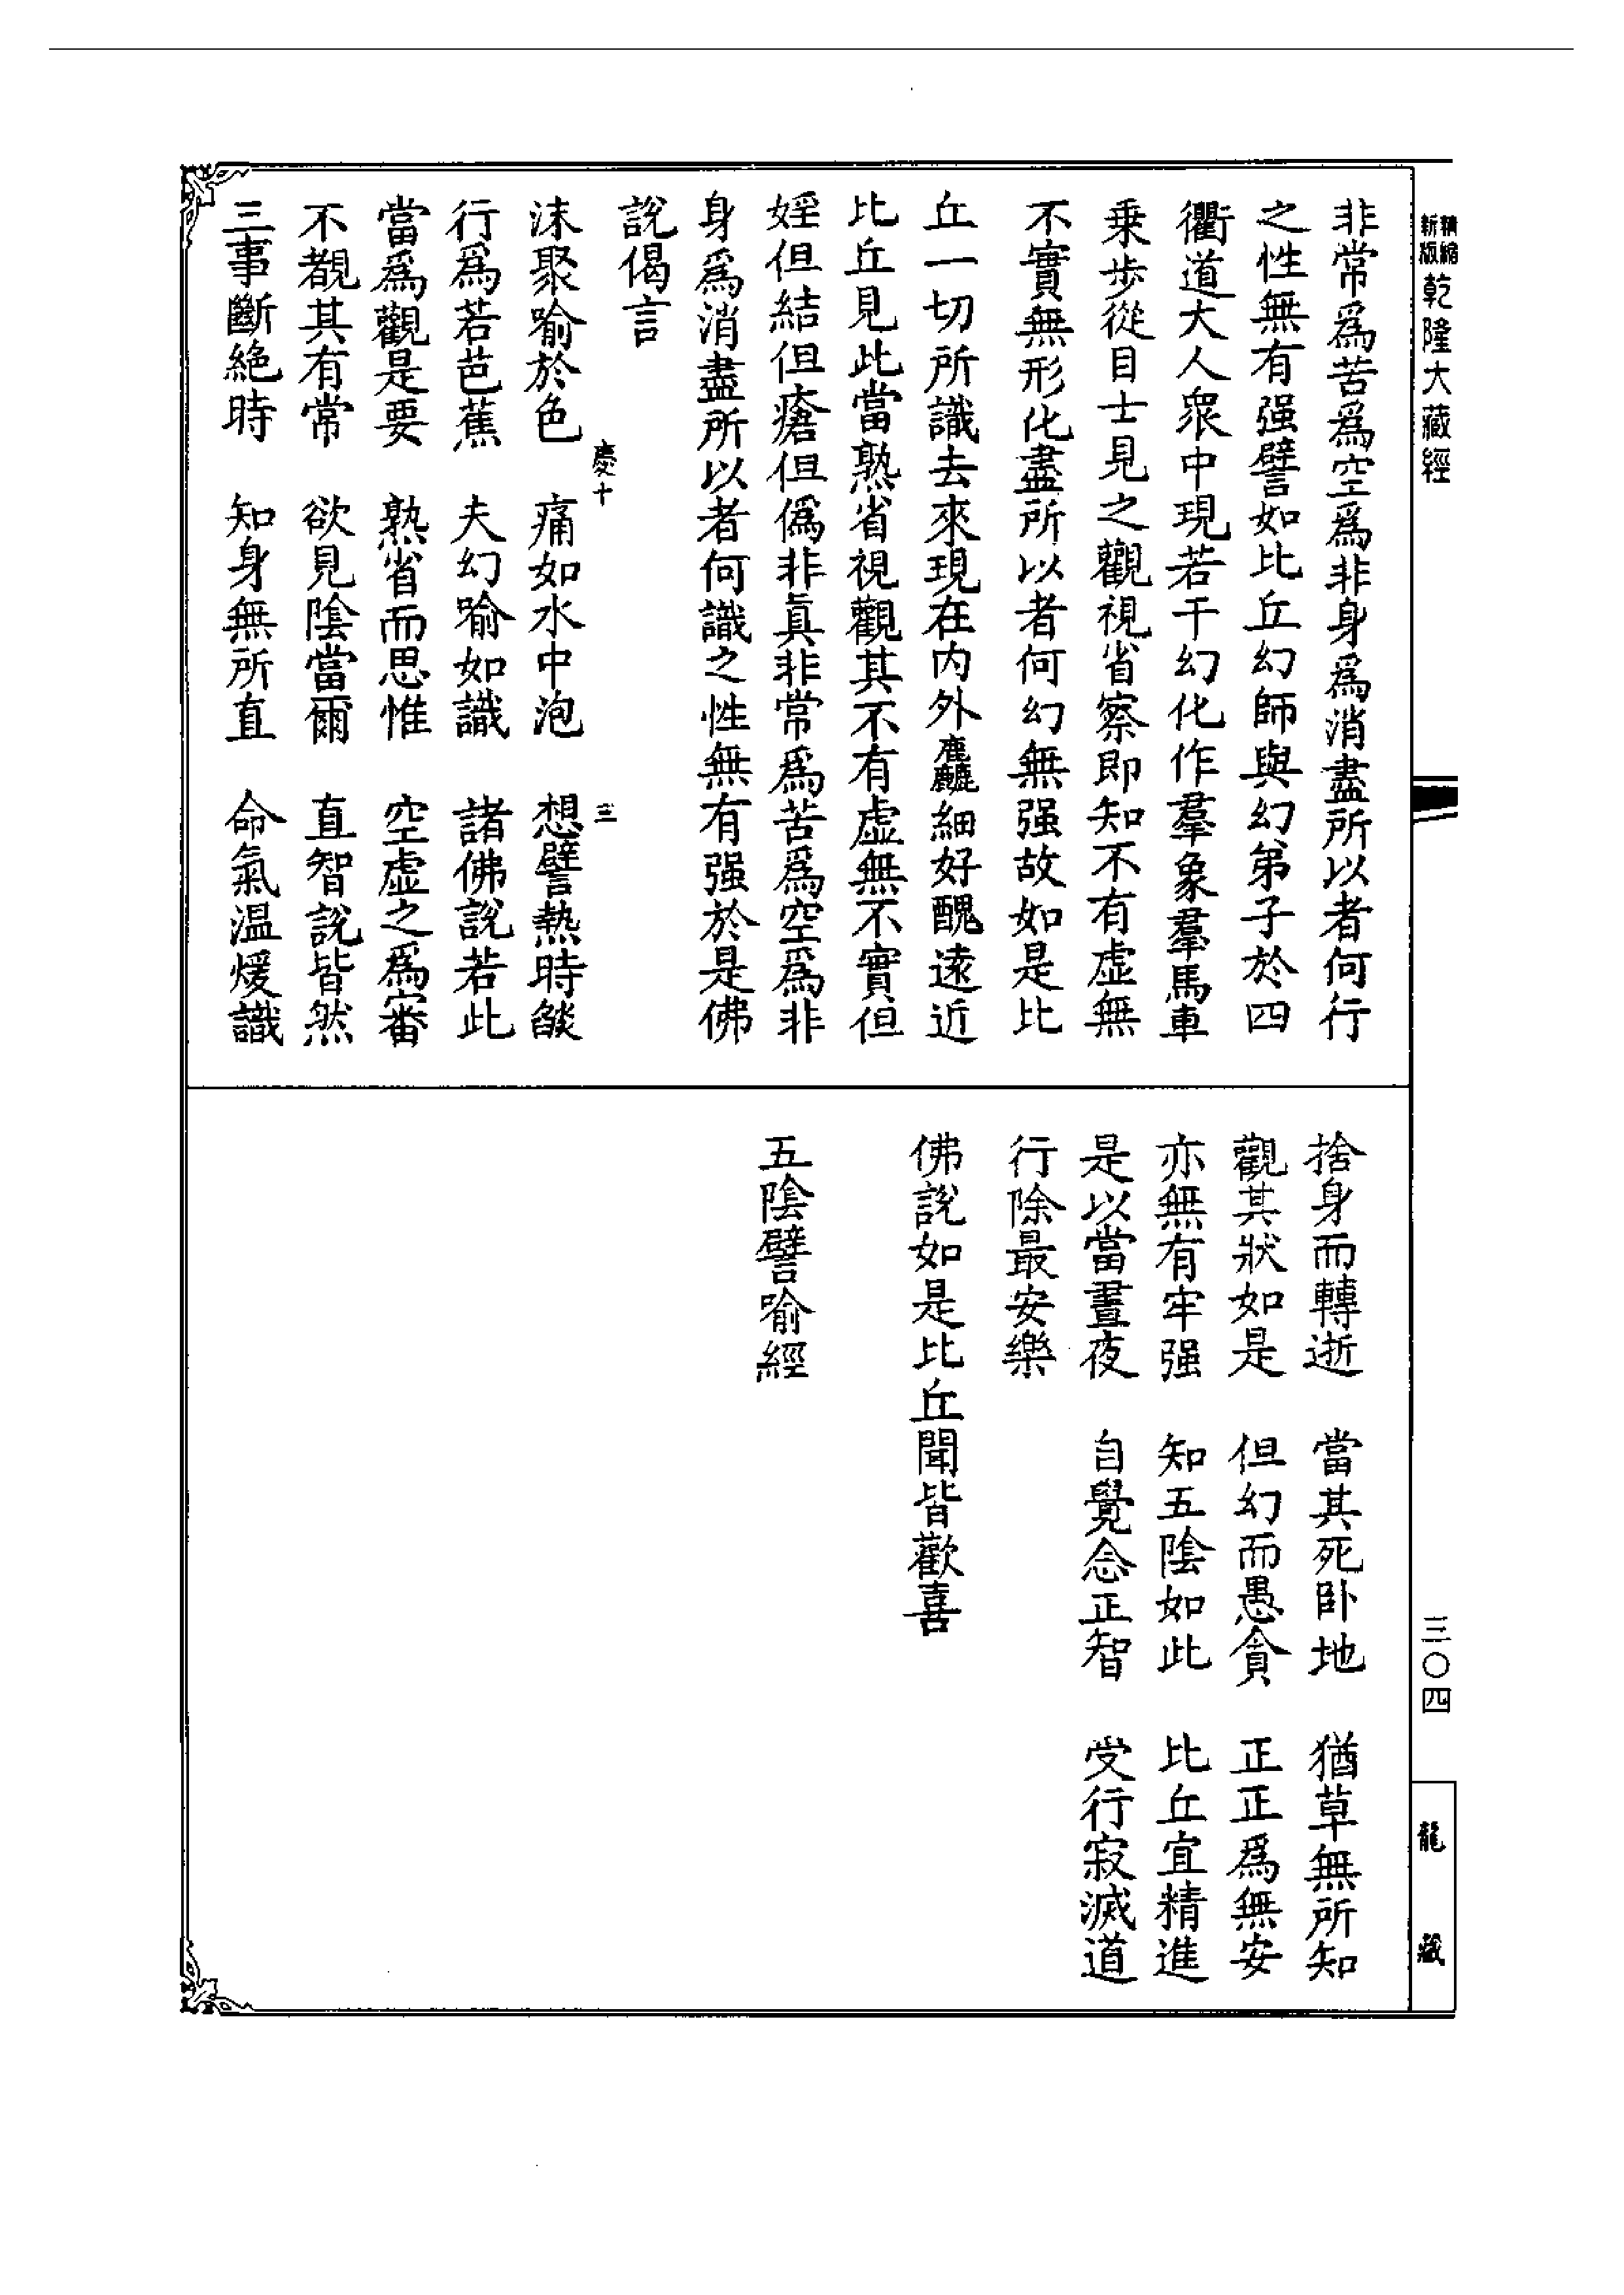 精縮
新版
乾隆大藏經
三〇四
龍藏
非常爲苦爲空爲非身爲消盡所以者何行
之性無有强譬如比丘幻師與幻弟子於四
衢道大人衆中現若干幻化作羣象羣馬車
乗步從目士見之觀視省察即知不有虚無
不實無形化盡所以者何幻無强故如是比
丘一切所識去來現在内外麤細好醜遠近
比丘見此當熟省視觀其不有虚無不實但
婬但結但瘡但僞非眞非常爲苦爲空爲非
身爲消盡所以者何識之性無有强於是佛
說偈言
慶十
三
沫聚喻於色　痛如水中泡　想譬熱時燄
行爲若芭蕉　夫幻喻如識　諸佛說若此
當爲觀是要　熟省而思惟　空虚之爲審
不覩其有常　欲見陰當爾　直智說皆然
三事斷絶時　知身無所直　命氣温煖識
捨身而轉逝　當其死卧地　猶草無所知
觀其狀如是　但幻而愚貪　正正爲無安
亦無有牢强　知五陰如此　比丘宜精進
是以當晝夜　自覺念正智　受行寂滅道
行除最安樂
佛說如是比丘聞皆歡喜
五陰譬喻經